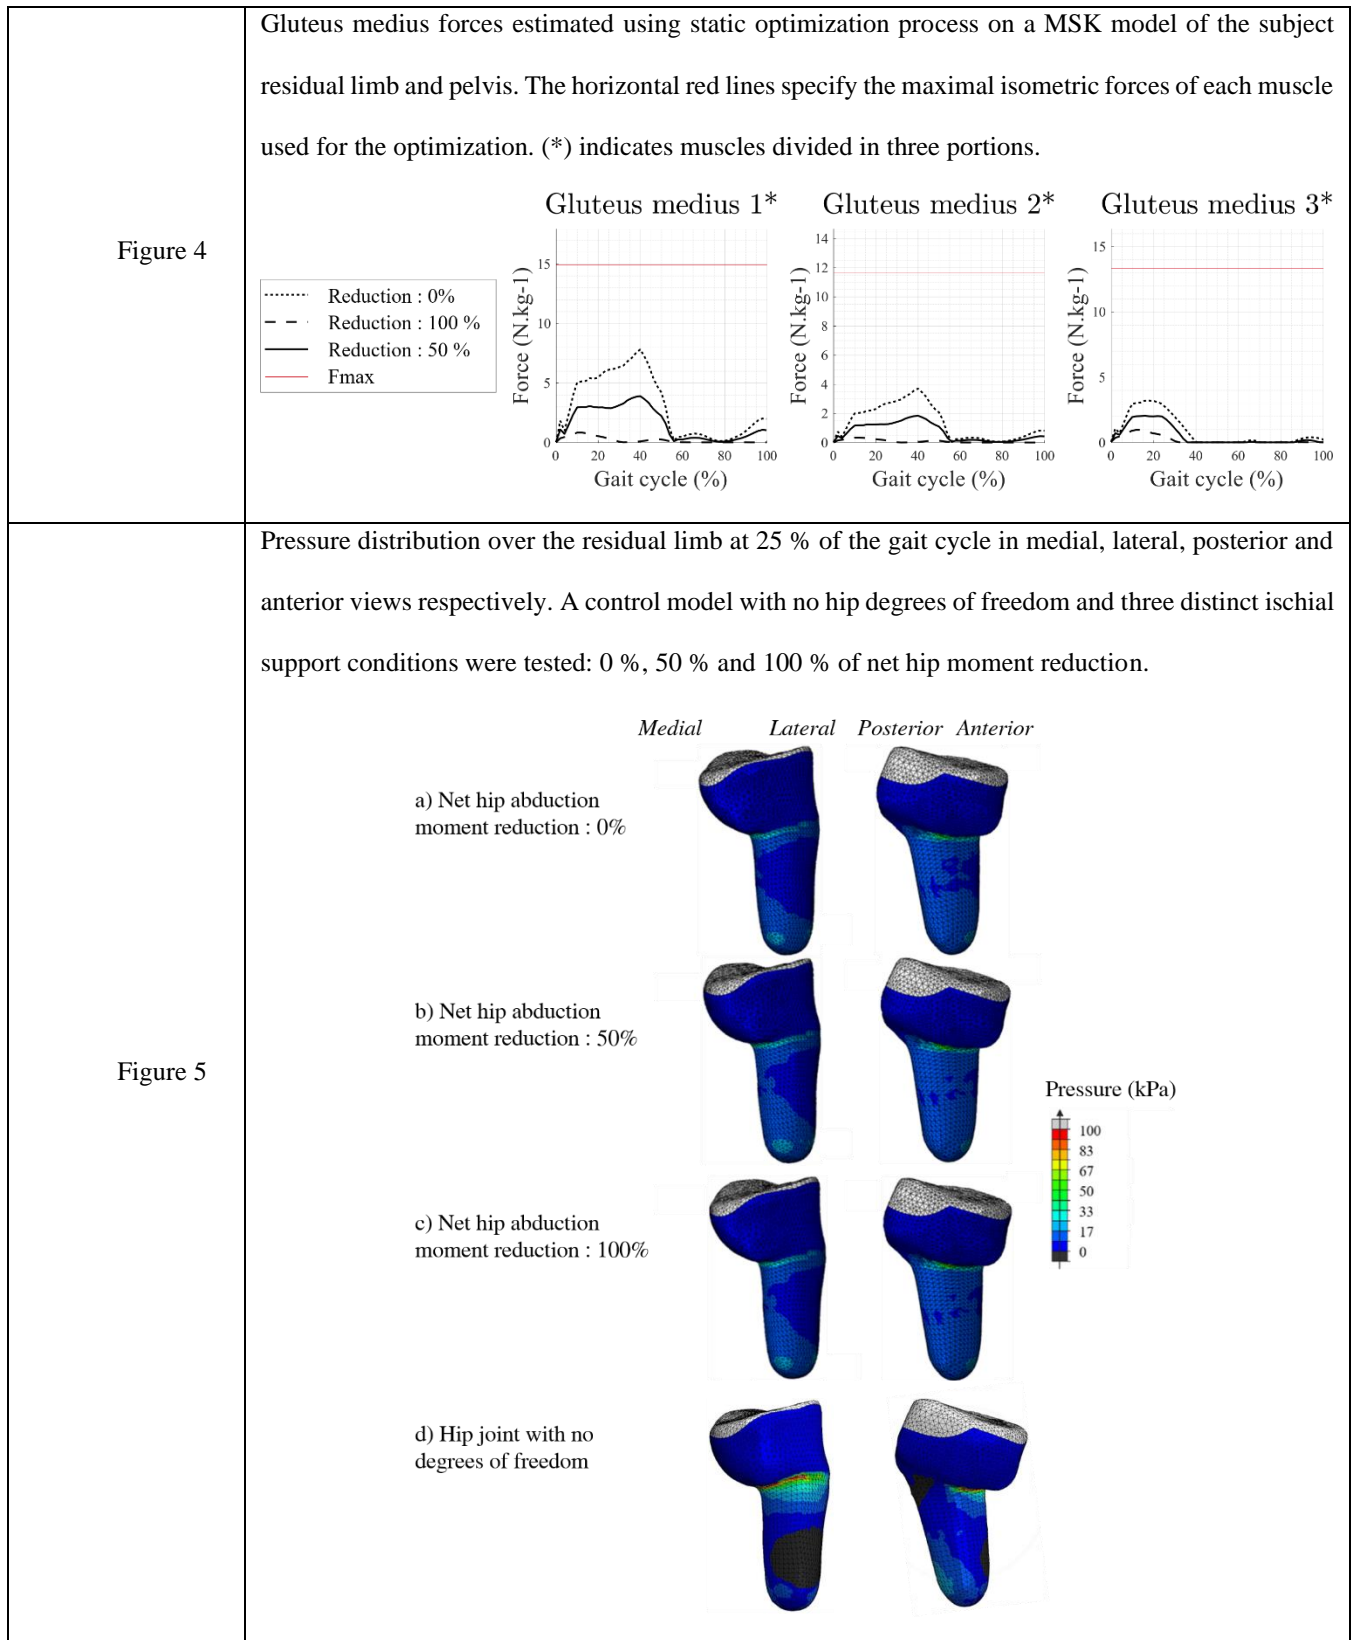 Figure 4
Gluteus medius forces estimated using static optimization process on a MSK model of the subject
residual limb and pelvis. The horizontal red lines specify the maximal isometric forces of each muscle
used for the optimization. (*) indicates muscles divided in three portions.
Reduction : 0%
Reduction : 100 %
Reduction : 50 %
Fmax
Gluteus medius 1*
Force (N.kg-1)
15
10
5
0
0 20 40 60 80 100
Gait cycle (%)
Gluteus medius 2*
Force (N.kg-1)
14
12
10
8
6
4
2
0
0 20 40 60 80 100
Gait cycle (%)
Gluteus medius 3*
Force (N.kg-1)
15
10
5
0
0 20 40 60 80 100
Gait cycle (%)
Figure 5
Pressure distribution over the residual limb at 25 % of the gait cycle in medial, lateral, posterior and
anterior views respectively. A control model with no hip degrees of freedom and three distinct ischial
support conditions were tested: 0 %, 50 % and 100 % of net hip moment reduction.
Medial Lateral Posterior Anterior
a) Net hip abduction
moment reduction : 0%
b) Net hip abduction
moment reduction : 50%
c) Net hip abduction
moment reduction : 100%
d) Hip joint with no
degrees of freedom
Pressure (kPa)
100
83
67
50
33
17
0